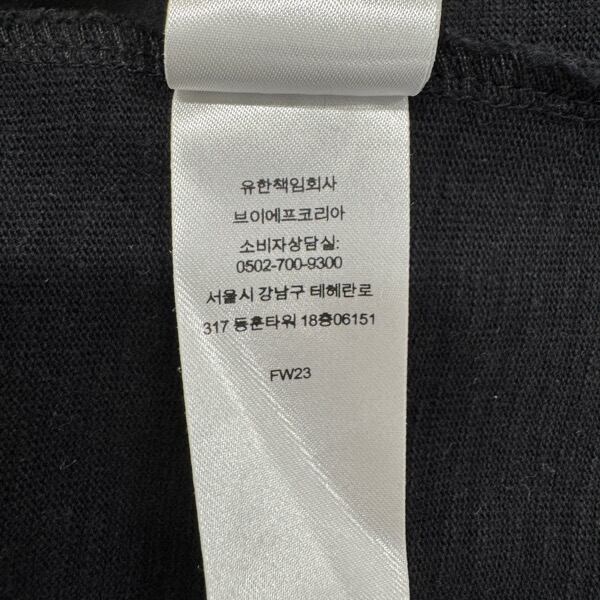 유한책임회사
브이에프코리아
소비자상담실:
0502-700-9300
서울시 강남구 테헤란로
317 동훈타워 18층06151
FW23